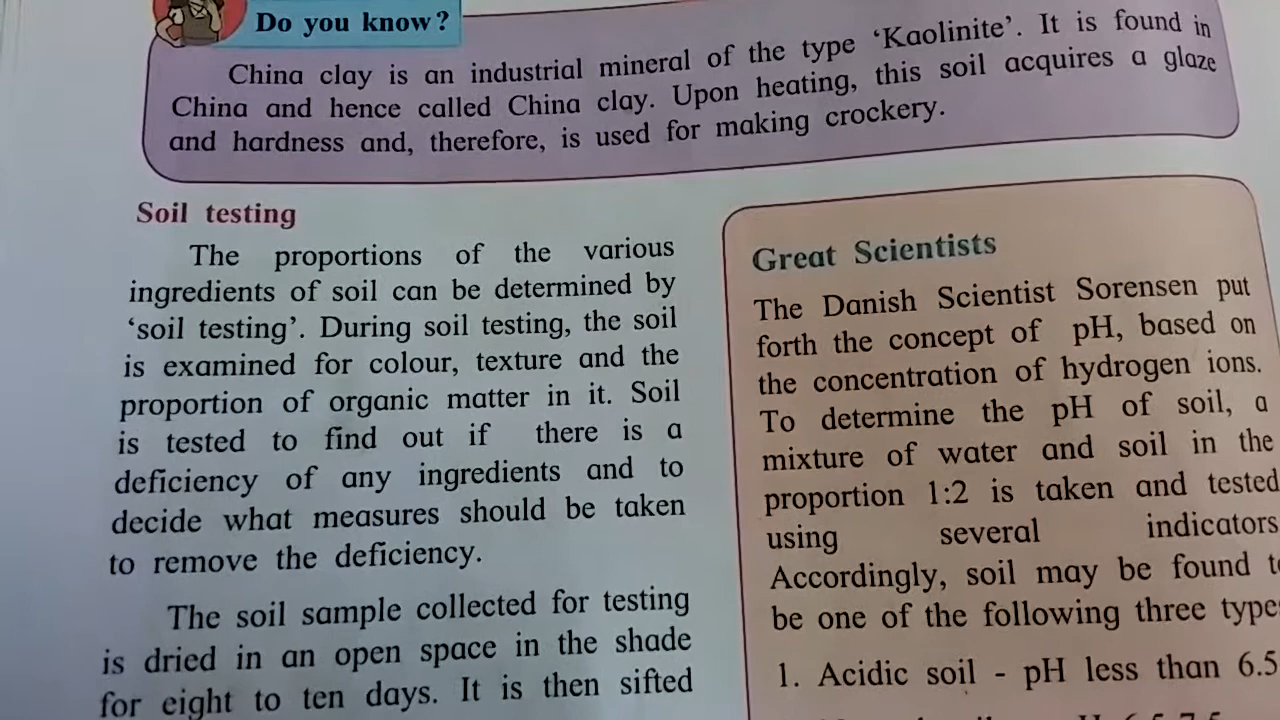 Do you know?
China clay is an industrial mineral of the type ‘Kaolinite’. It is found in
China and hence called China clay. Upon heating, this soil acquires a glaze
and hardness and, therefore, is used for making crockery.
Soil testing
The proportions of the various
ingredients of soil can be determined by
‘soil testing’. During soil testing, the soil
is examined for colour, texture and the
proportion of organic matter in it. Soil
is tested to find out if there is a
deficiency of any ingredients and to
decide what measures should be taken
to remove the deficiency.
The soil sample collected for testing
is dried in an open space in the shade
for eight to ten days. It is then sifted
Great Scientists
The Danish Scientist Sorensen put
forth the concept of pH, based on
the concentration of hydrogen ions.
To determine the pH of soil, a
mixture of water and soil in the
proportion 1:2 is taken and tested
using several indicators
Accordingly, soil may be found
be one of the following three
1. Acidic soil - pH less than 6.5